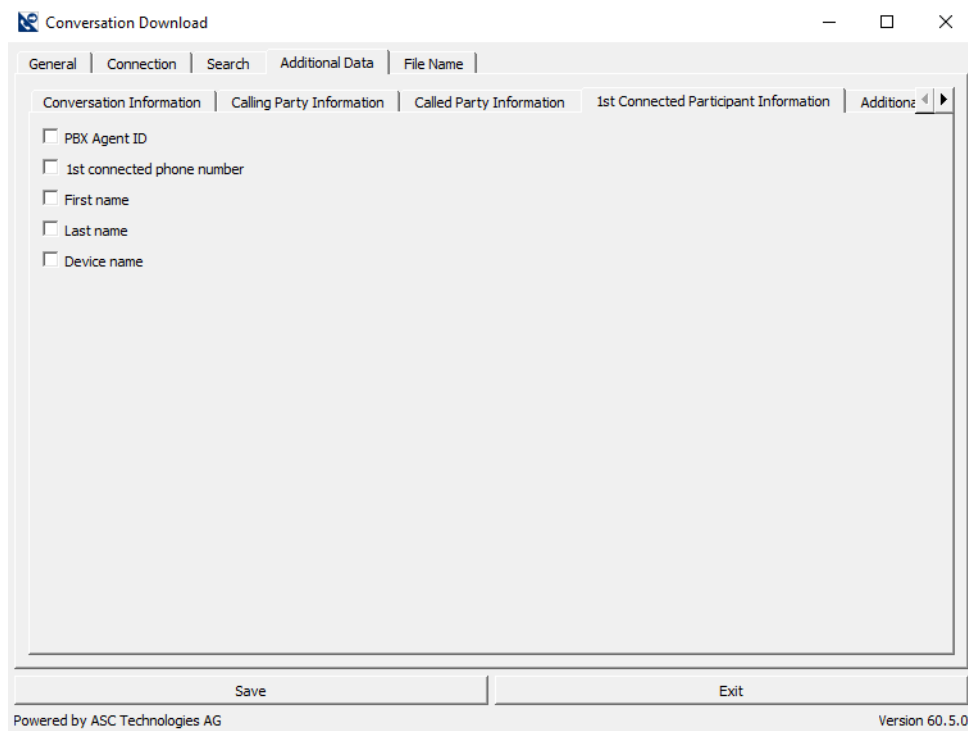 Conversation Download
General Connection Search Additional Data File Name
Conversation Information Calling Party Information Called Party Information 1st Connected Participant Information
PBX Agent ID
1st connected phone number
First name
Last name
Device name
Save Exit
Powered by ASC Technologies AG Version 60.5.0